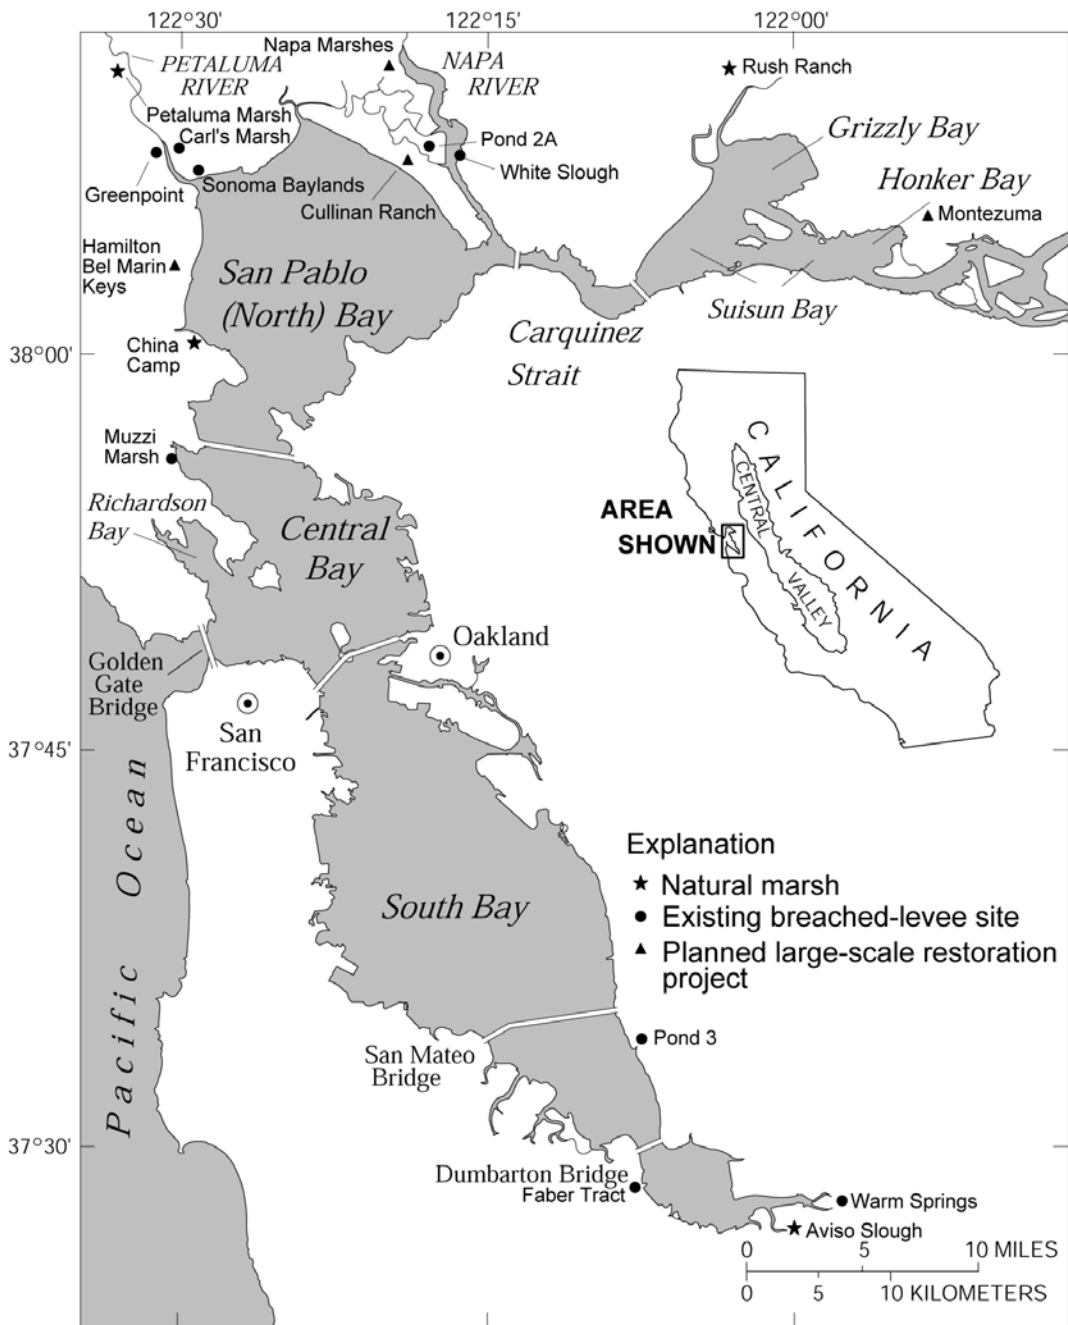 122°30'
122°15'
122°00'
Napa Marshes
PETALUMA
RIVER
NAPA
RIVER
Rush Ranch
Petaluma Marsh
Carl's Marsh
Grizzly Bay
Pond 2A
White Slough
Honker Bay
Greenpoint
Sonoma Baylands
Cullinan Ranch
Montezuma
Hamilton
Bel Marin
Keys
San Pablo
(North) Bay
Suisun Bay
Carquinez
Strait
38°00'
China
Camp
Muzzi
Marsh
Richardson
Bay
Central
Bay
CALIFORNIA
CENTRAL
VALLEY
AREA
SHOWN
Oakland
Golden
Gate
Bridge
San
Francisco
37°45'
Pacific Ocean
South Bay
Explanation
Natural marsh
Existing breached-levee site
Planned large-scale restoration
project
San Mateo
Bridge
Pond 3
37°30'
Dumbarton Bridge
Faber Tract
Warm Springs
Aviso Slough
0 5 10 MILES
0 5 10 KILOMETERS